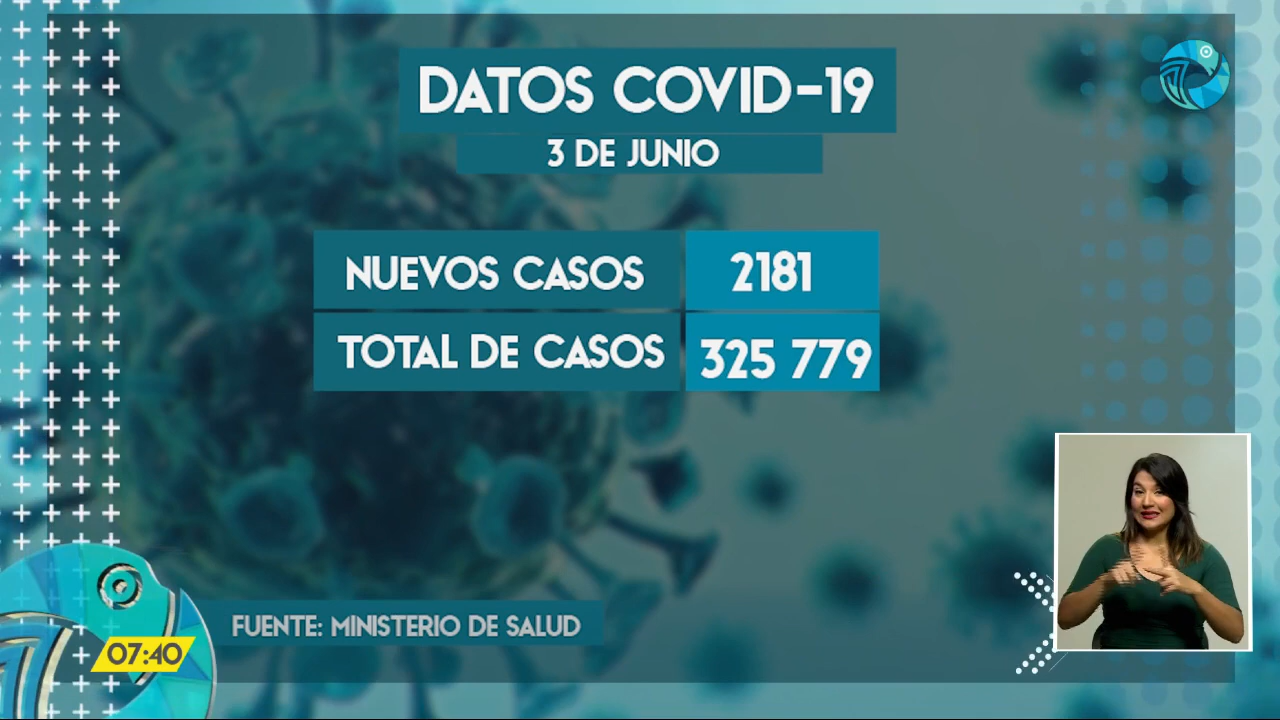 DATOS COVID-19
3 DE JUNIO
NUEVOS CASOS 2181
TOTAL DE CASOS 325 779
FUENTE: MINISTERIO DE SALUD
07:40